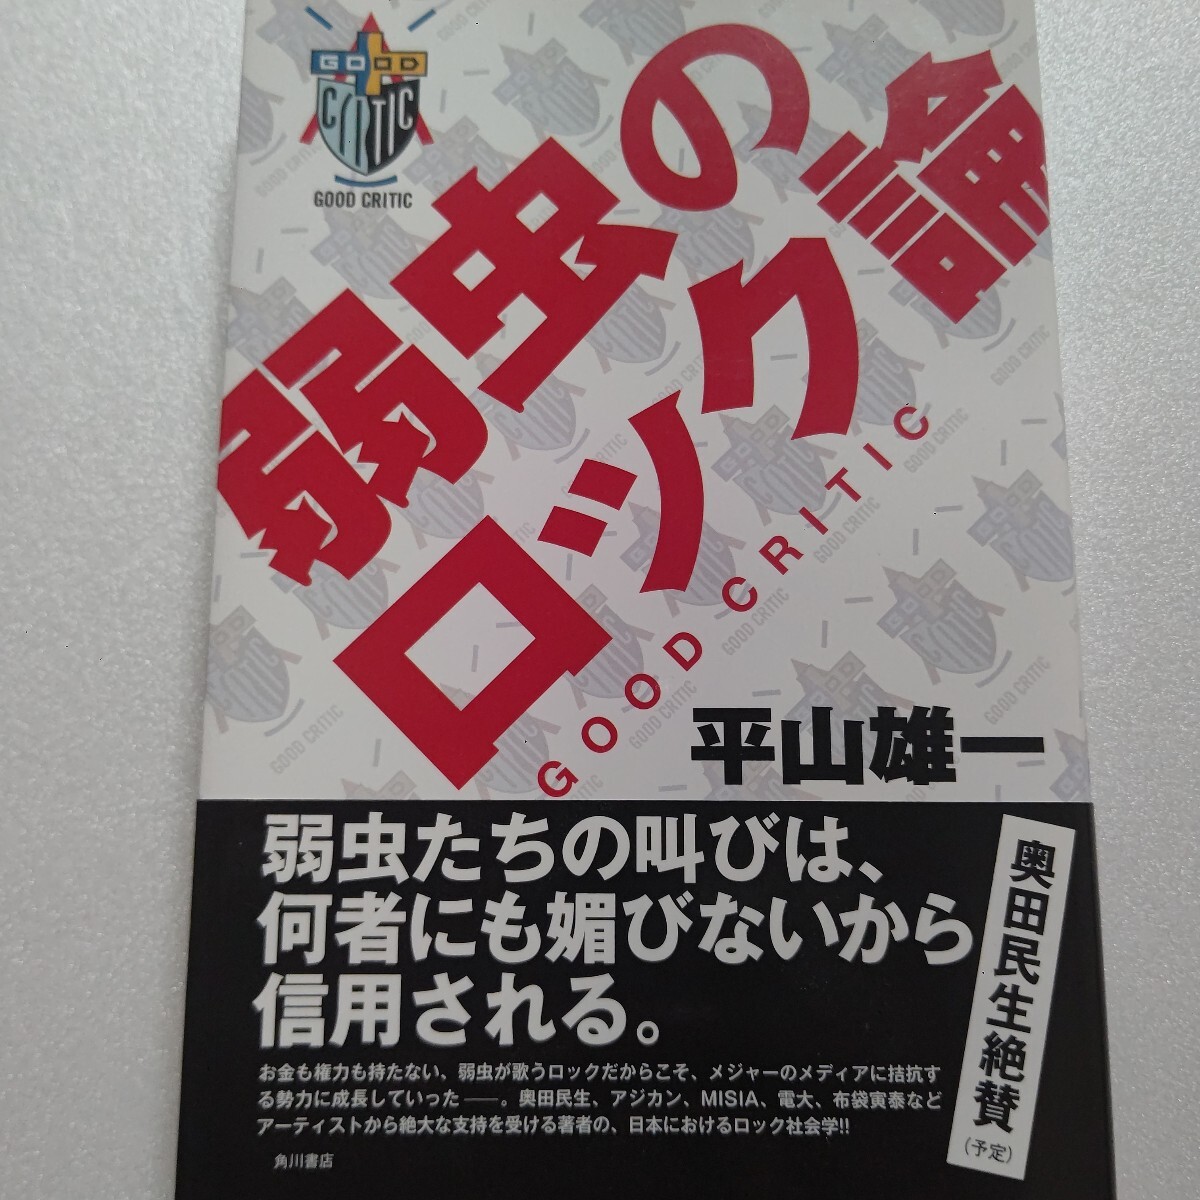 GOOD
CRITIC
GOOD CRITIC
弱虫の
ロック論
GOOD CRITIC
平山雄一
弱虫たちの叫びは、
何者にも媚びないから
信用される。
お金も権力も持たない、弱虫が歌うロックだからこそ、メジャーのメディアに拮抗す
る勢力に成長していった――。奥田民生、アジカン、MISIA、電大、布袋寅泰など
アーティストから絶大な支持を受ける著者の、日本におけるロック社会学!!
角川書店
奥田民生絶賛
(予定)